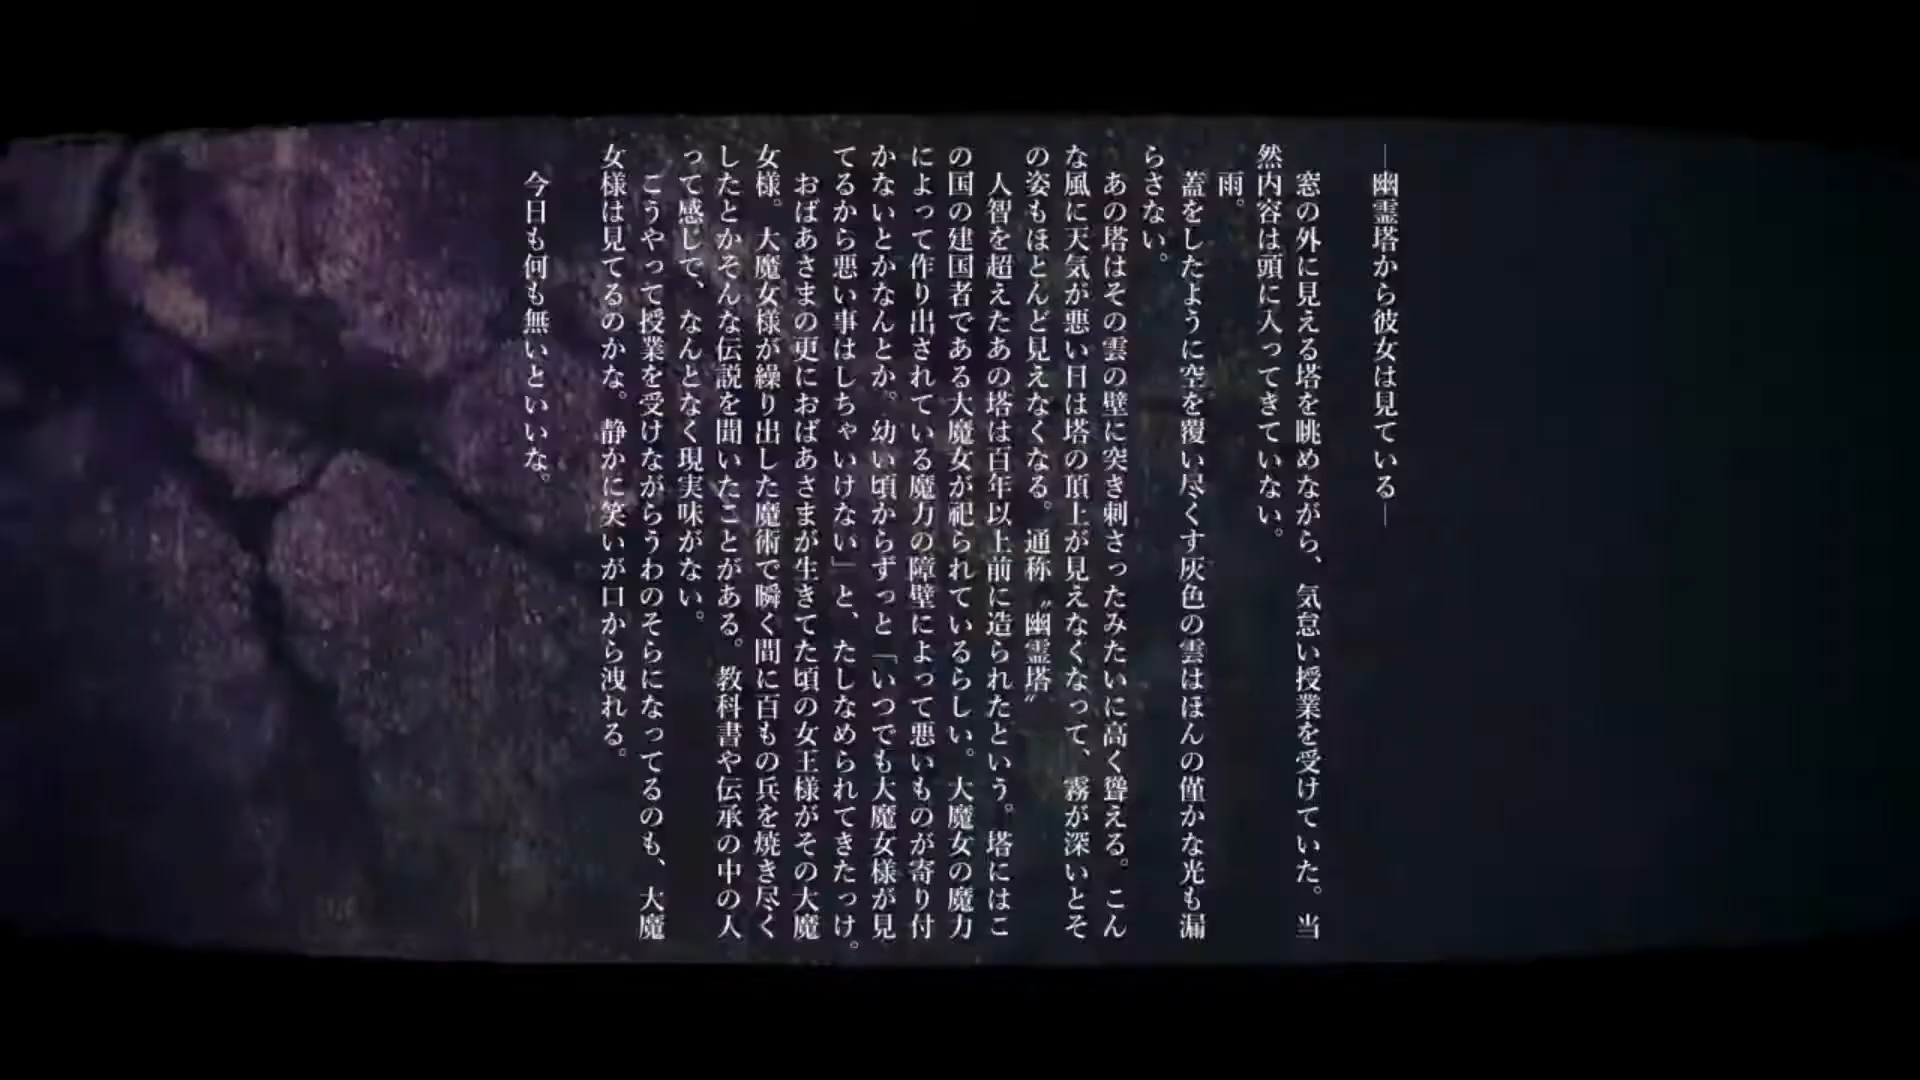 ―幽霊塔から彼女は見ている―
窓の外に見える塔を眺めながら、気怠い授業を受けていた。当
然内容は頭に入ってきていない。
雨。
蓋をしたように空を覆い尽くす灰色の雲はほんの僅かな光も漏
らさない。
あの塔はその雲の壁に突き刺さったみたいに高く聳える。こん
な風に天気が悪い日は塔の頂上が見えなくなって、霧が深いとそ
の姿もほとんど見えなくなる。通称〝幽霊塔〟
人智を超えたあの塔は百年以上前に造られたという。塔にはこ
の国の建国者である大魔女が祀られているらしい。大魔女の魔力
によって作り出されている魔力の障壁によって悪いものが寄り付
かないとかなんとか。幼い頃からずっと「いつでも大魔女様が見
てるから悪い事はしちゃいけない」と、たしなめられてきたっけ。
おばあさまの更におばあさまが生きてた頃の女王様がその大魔
女様。大魔女様が繰り出した魔術で瞬く間に百もの兵を焼き尽く
したとかそんな伝説を聞いたことがある。教科書や伝承の中の人
って感じで、なんとなく現実味がない。
こうやって授業を受けながらうわのそらになってるのも、大魔
女様は見てるのかな。静かに笑いが口から洩れる。
今日も何も無いといいな。